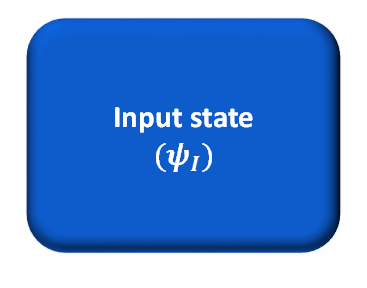 Input state
(ψ_I)